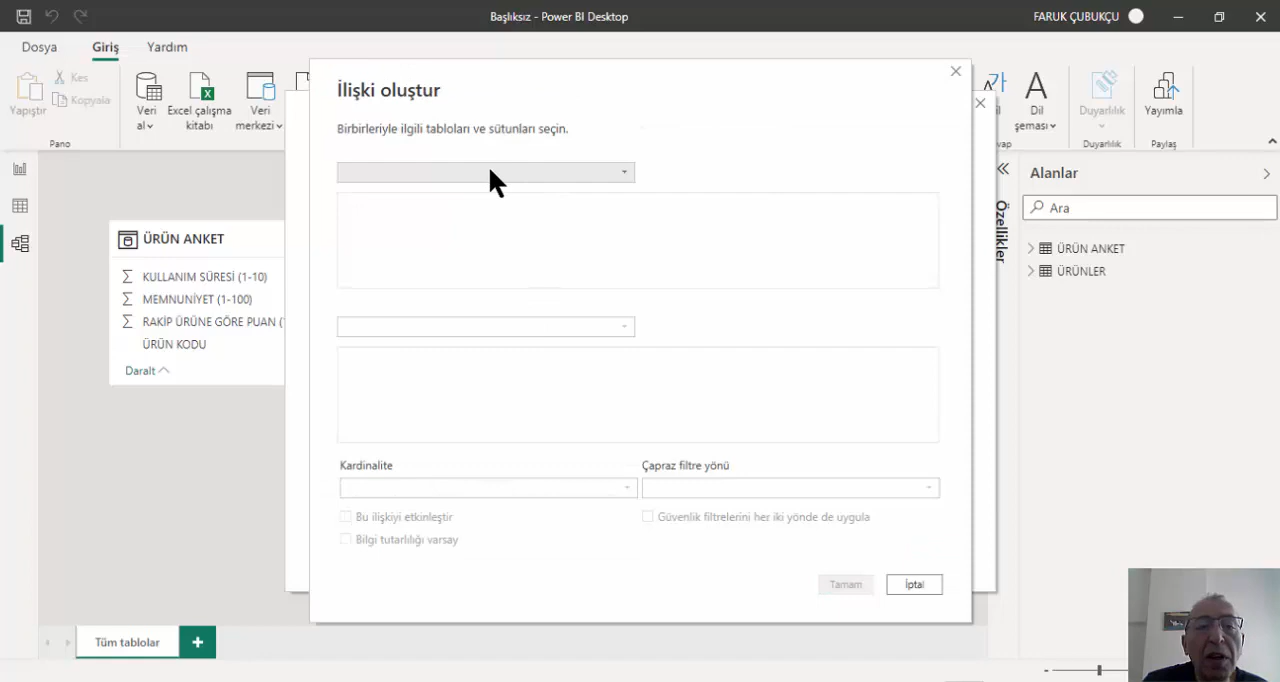 Başlıksız - Power BI Desktop
FARUK ÇUBUKÇU
Dosya
Giriş
Yardım
Yapıştır
Kes
Kopyala
Pano
Veri
al
Excel çalışma
kitabı
Veri
merkezi
Dil
şeması
Duyarlılık
Duyarlılık
Yayımla
Paylaş
İlişki oluştur
Birbirleriyle ilgili tabloları ve sütunları seçin.
Kardinalite
Çapraz filtre yönü
Bu ilişkiyi etkinleştir
Güvenlik filtrelerini her iki yönde de uygula
Bilgi tutarlılığı varsay
Tamam
İptal
ÜRÜN ANKET
KULLANIM SÜRESİ (1-10)
MEMNUNİYET (1-100)
RAKİP ÜRÜNE GÖRE PUAN (
ÜRÜN KODU
Daralt
Özellikler
Alanlar
Ara
ÜRÜN ANKET
ÜRÜNLER
Tüm tablolar